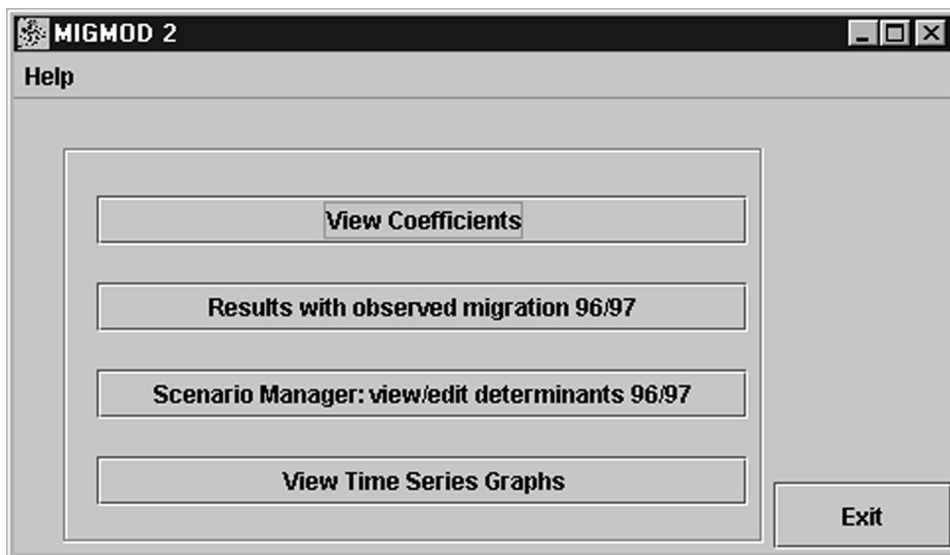 MIGMOD 2
Help
View Coefficients
Results with observed migration 96/97
Scenario Manager: view/edit determinants 96/97
View Time Series Graphs
Exit